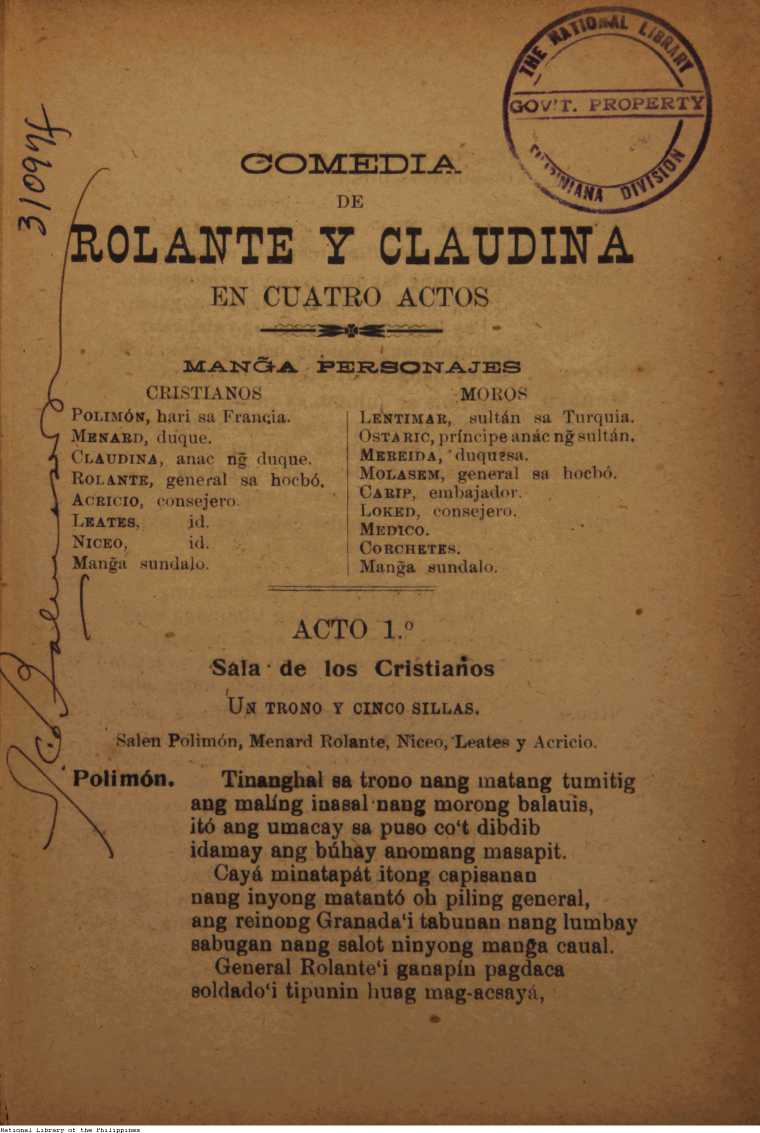 THE NATIONAL LIBRARY
GOV'T. PROPERTY
DIVISION
31097f
COMEDIA
DE
ROLANTE Y CLAUDINA
EN CUATRO ACTOS
MANG̃A PERSONAJES
CRISTIANOS
POLIMÓN, hari sa Francia.
MENARD, duque.
CLAUDINA, anac ng̃ duque.
ROLANTE, general sa hocbó.
ACRICIO, consejero.
LEATES, id.
NICEO, id.
Mang̃a sundalo.
MOROS
LENTIMAR, sultán sa Turquia.
OSTARIC, príncipe anác ng̃ sultán.
MEREIDA, duquesa.
MOLASEM, general sa hocbó.
CARIP, embajador.
LOKED, consejero.
MEDICO.
CORCHETES.
Mang̃a sundalo.
ACTO 1.º
Sala de los Cristianos
UN TRONO Y CINCO SILLAS.
Salen Polimón, Menard Rolante, Niceo, Leates y Acricio.
Polimón. Tinanghal sa trono nang matang tumitig
ang malíng inasal nang morong balauis,
itó ang umacay sa puso co‘t dibdib
idamay ang búhay anomang masapit.
Cayá minatapát itong capisanan
nang inyong matantó oh piling general,
ang reinong Granada‘i tabunan nang lumbay
sabugan nang salot ninyong mang̃a caual.
General Rolante‘i ganapín pagdaca
soldado‘i tipunin huag mag-acsayá,
National Library of the Philippines